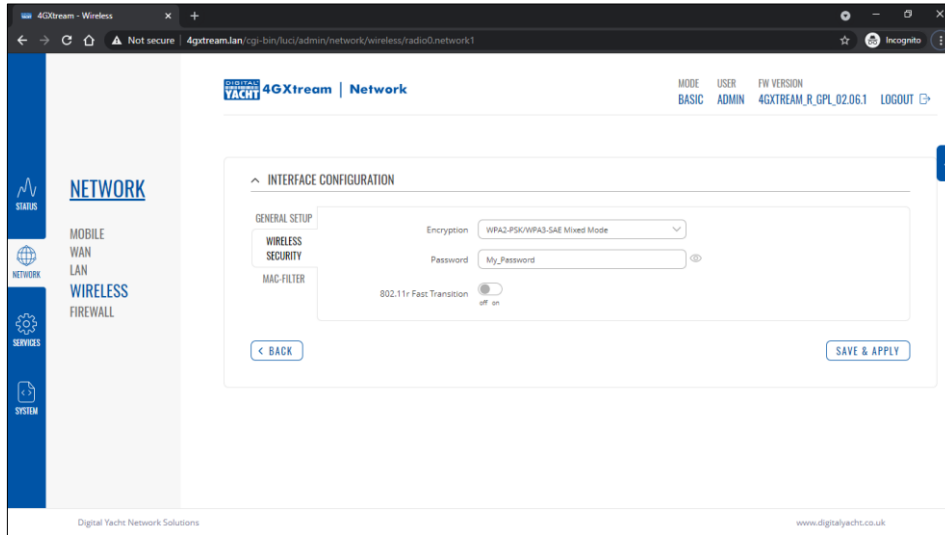 4GXtream - Wireless
Not secure | 4gxtream.lan/cgi-bin/luci/admin/network/wireless/radio0.network1
Incognito
DIGITAL YACHT 4GXtream | Network
MODE USER FW VERSION
BASIC ADMIN 4GXTREAM_R_GPL_02.06.1 LOGOUT
STATUS
NETWORK
SERVICES
SYSTEM
NETWORK
MOBILE
WAN
LAN
WIRELESS
FIREWALL
INTERFACE CONFIGURATION
GENERAL SETUP
WIRELESS
SECURITY
MAC-FILTER
Encryption WPA2-PSK/WPA3-SAE Mixed Mode
Password My_Password
802.11r Fast Transition
off on
< BACK
SAVE & APPLY
Digital Yacht Network Solutions
www.digitalyacht.co.uk